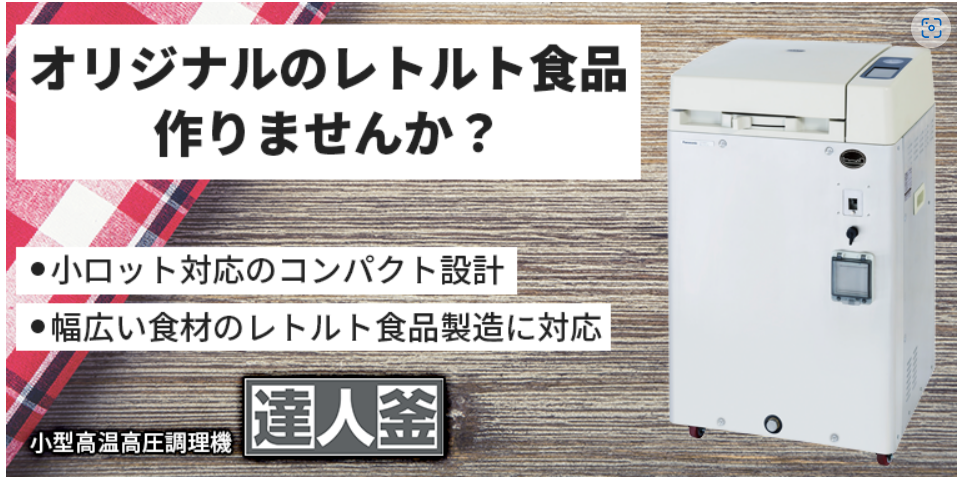 オリジナルのレトルト食品
作りませんか？
●小ロット対応のコンパクト設計
●幅広い食材のレトルト食品製造に対応
小型高温高圧調理機
達人釜
Panasonic